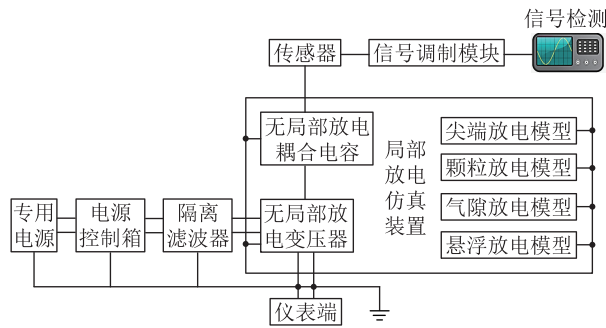 信号检测
传感器
信号调制模块
无局部放电
耦合电容
局部
放电
仿真
装置
尖端放电模型
颗粒放电模型
气隙放电模型
悬浮放电模型
专用
电源
电源
控制箱
隔离
滤波器
无局部放
电变压器
仪表端